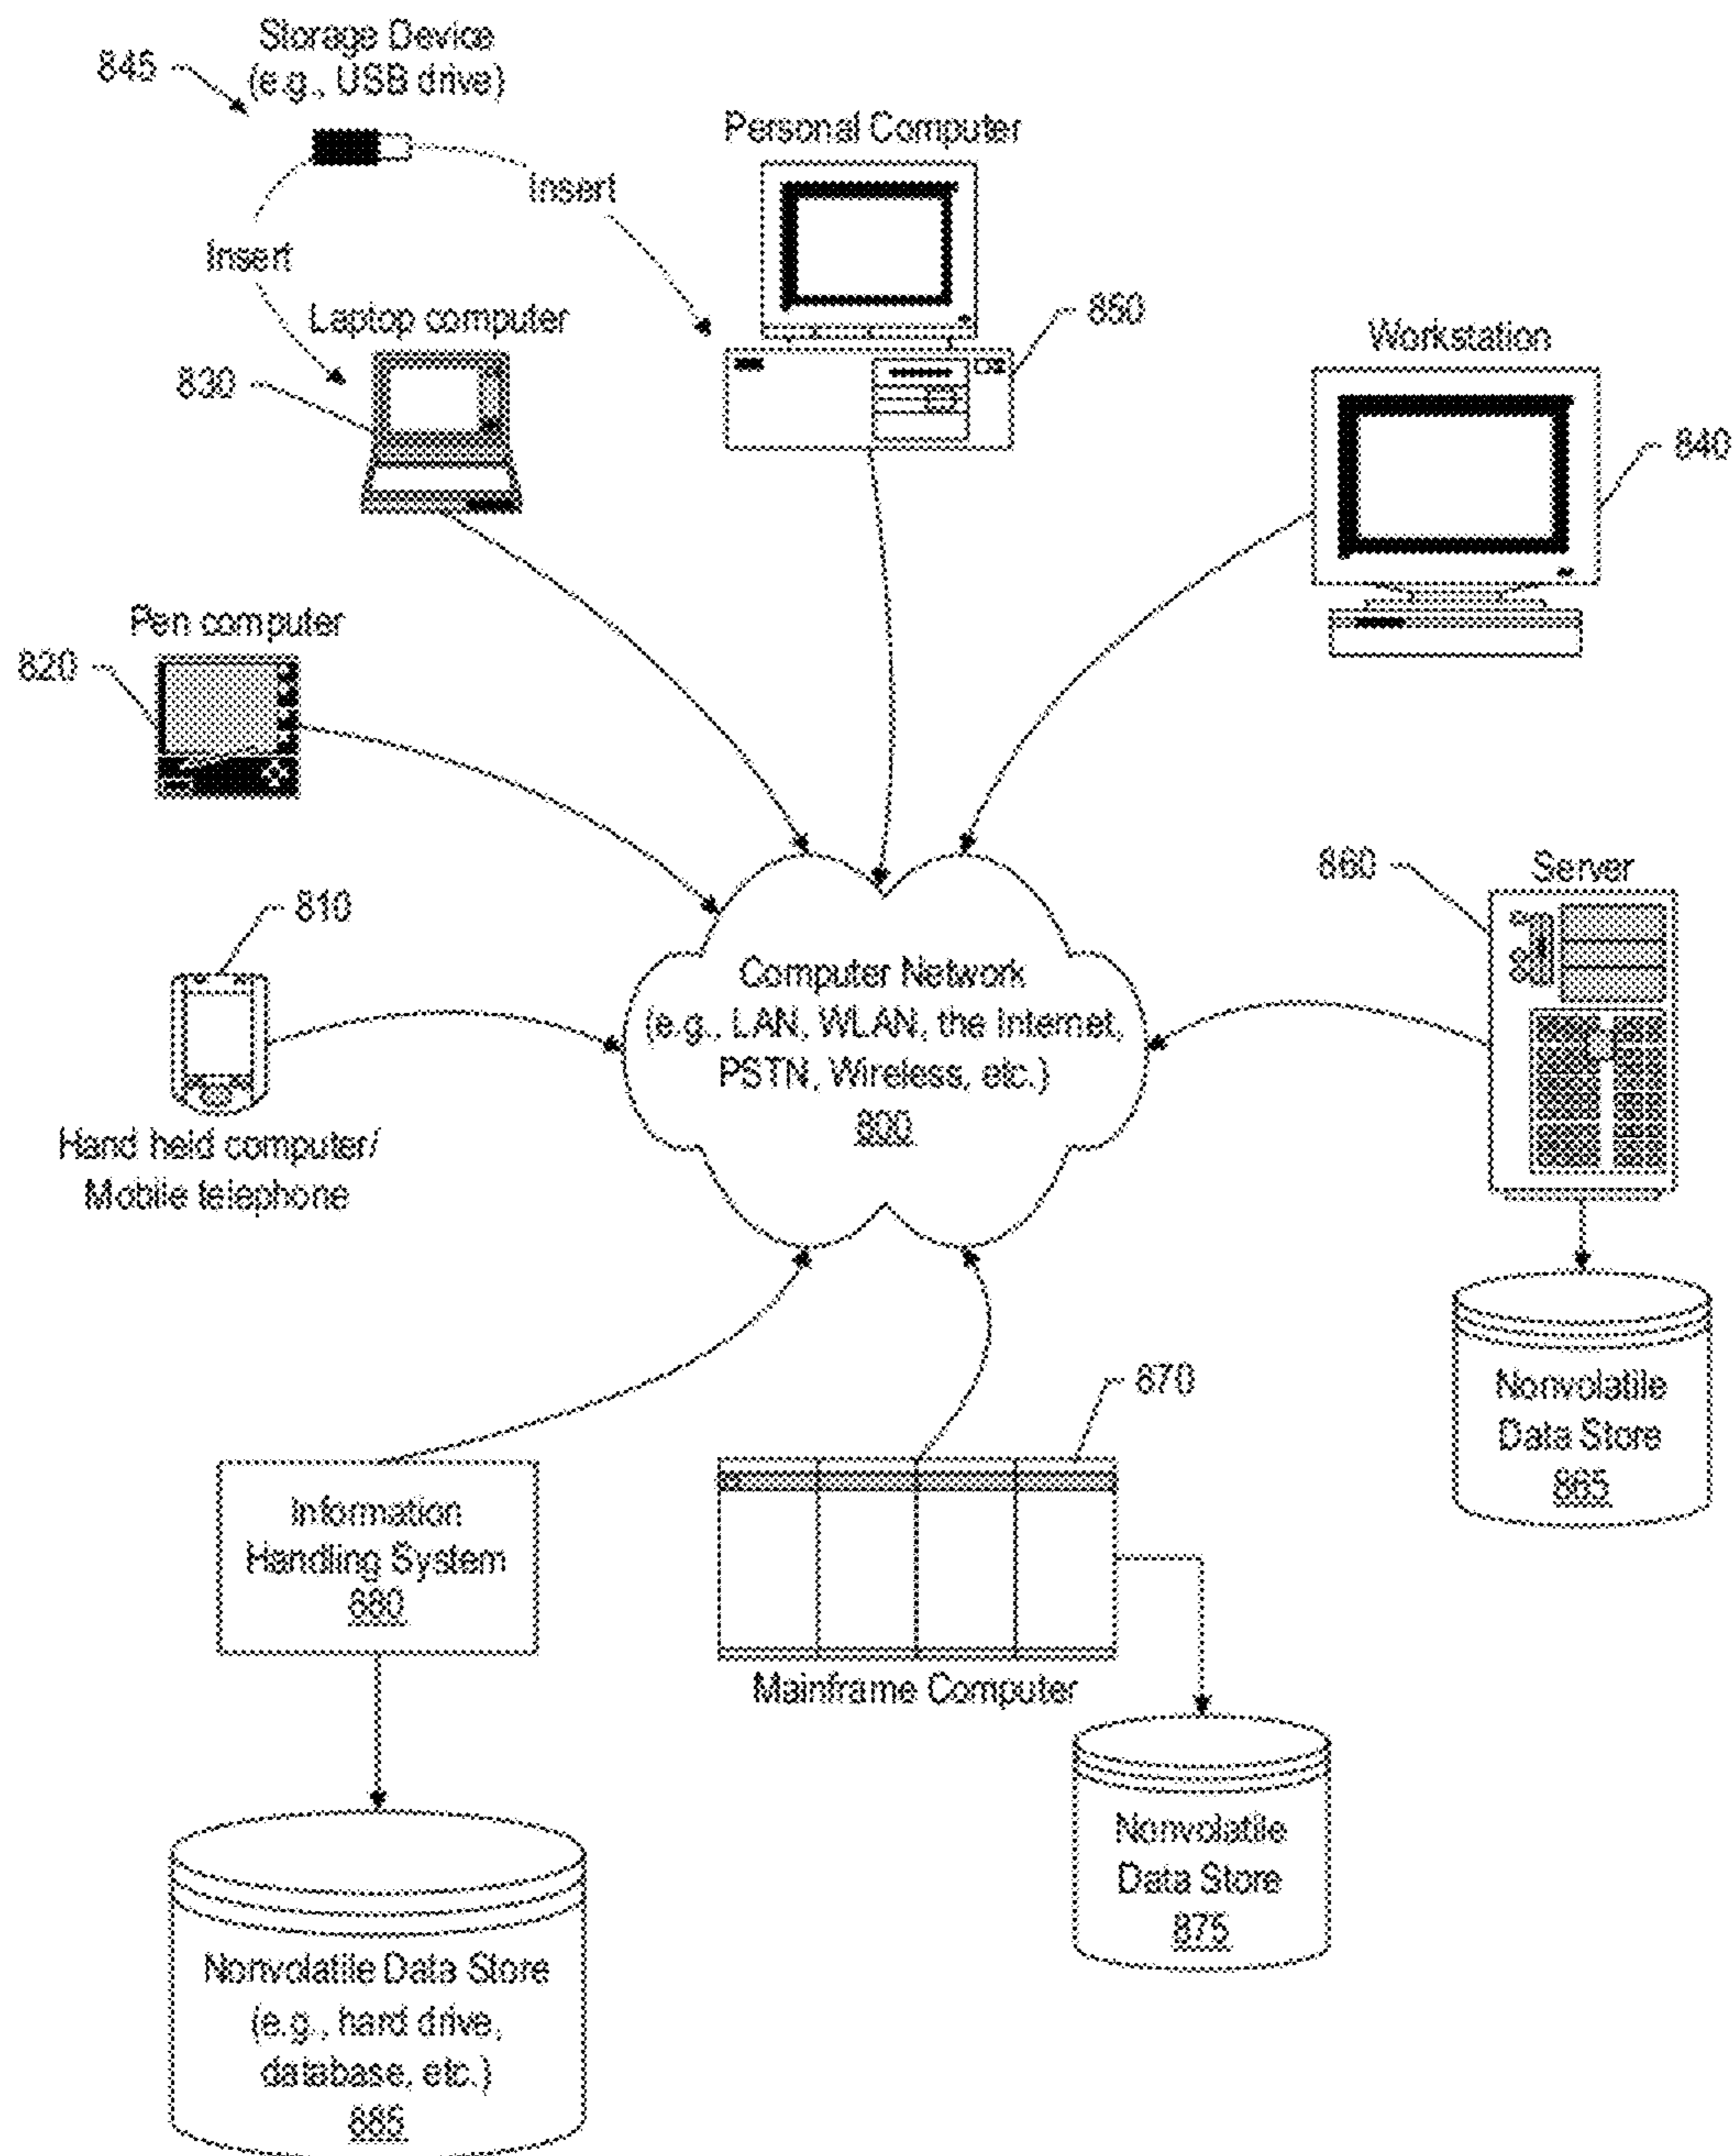 Storage Device
(e.g., USB drive)
845
Personal Computer
Insert
Insert
Laptop computer
830
850
Workstation
840
Pen computer
820
810
Hand held computer/
Mobile telephone
Computer Network
(e.g., LAN, WLAN, the Internet,
PSTN, Wireless, etc.)
800
860
Server
Nonvolatile
Data Store
865
870
Information
Handling System
880
Mainframe Computer
Nonvolatile
Data Store
875
Nonvolatile Data Store
(e.g., hard drive,
database, etc.)
885